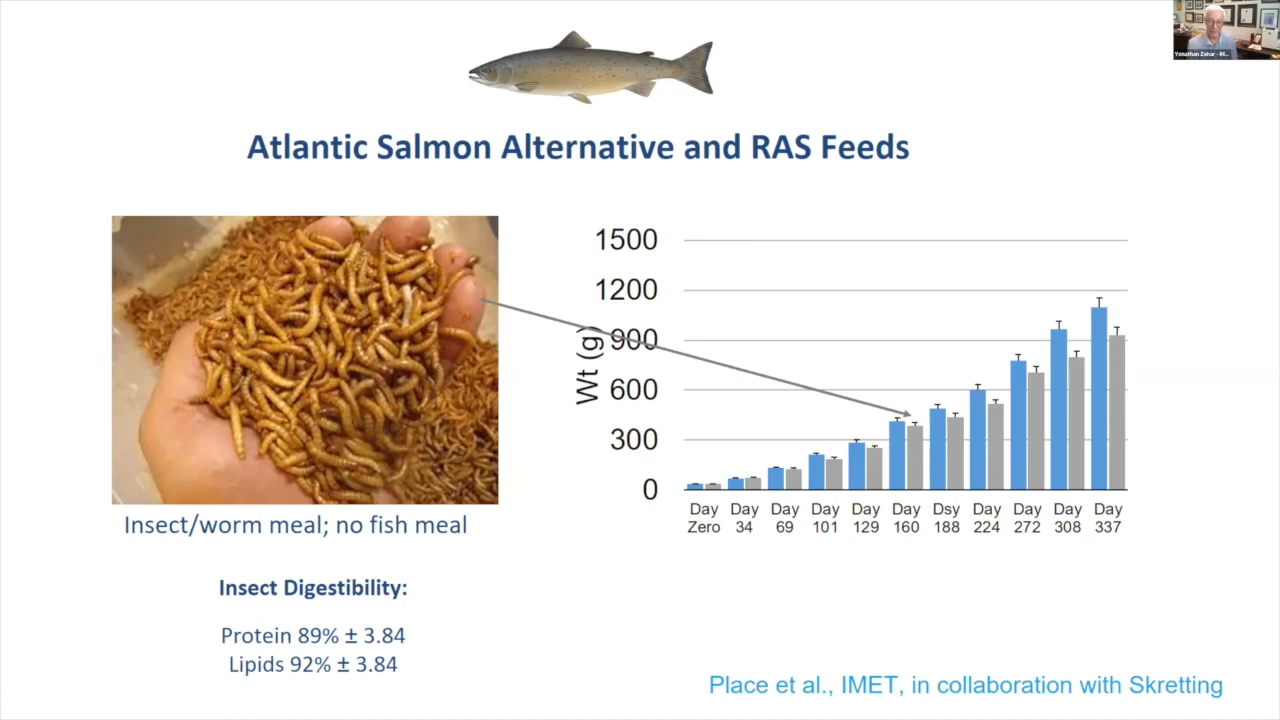 Yonathan Zohar - IM...
Atlantic Salmon Alternative and RAS Feeds
Insect/worm meal; no fish meal
Insect Digestibility:
Protein 89% ± 3.84
Lipids 92% ± 3.84
Wt (g)
1500
1200
900
600
300
0
Day Zero
Day 34
Day 69
Day 101
Day 129
Day 160
Dsy 188
Day 224
Day 272
Day 308
Day 337
Place et al., IMET, in collaboration with Skretting